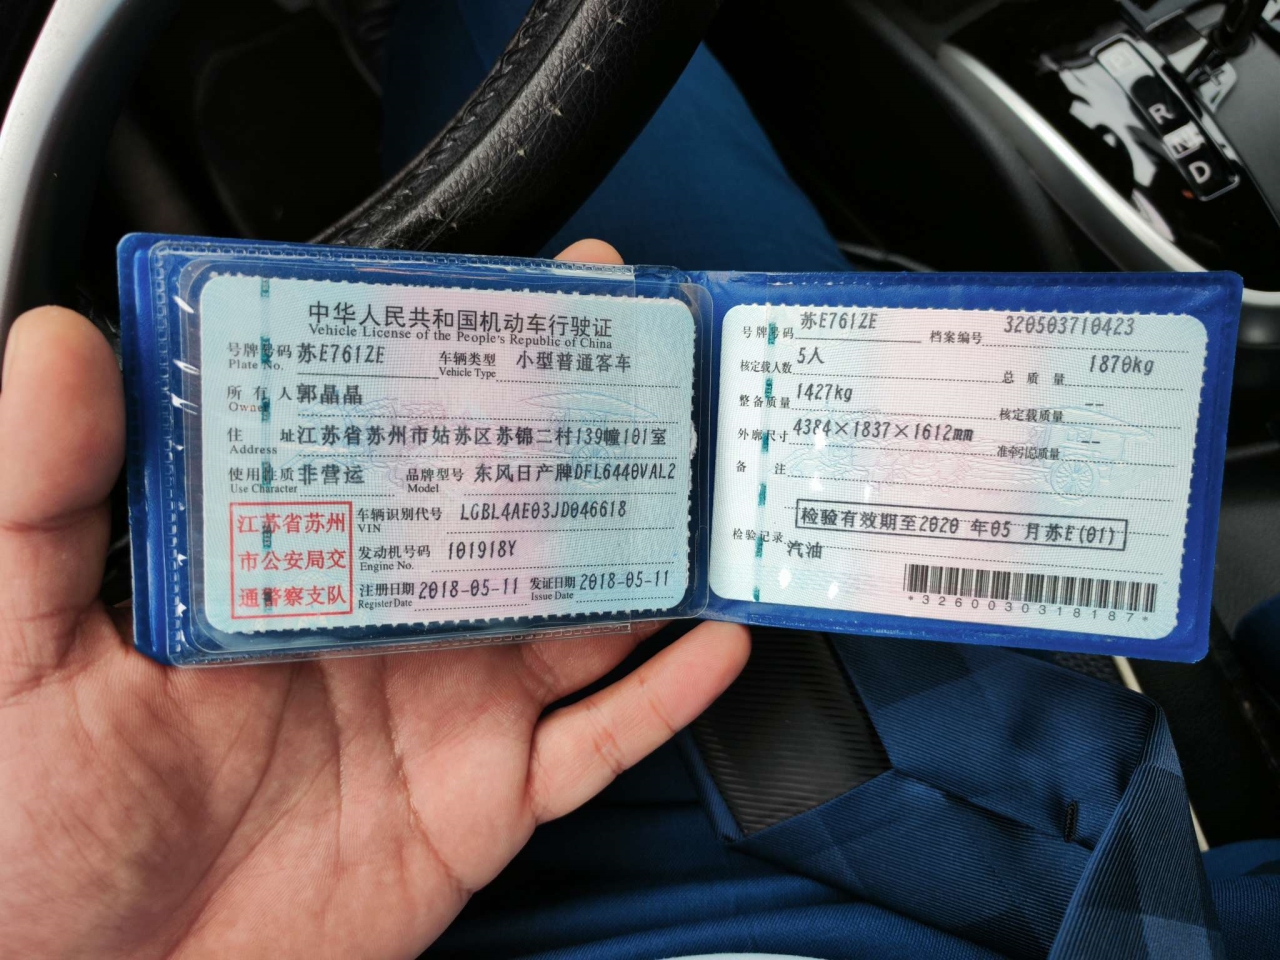 中华人民共和国机动车行驶证
Vehicle License of the People's Republic of China
号牌号码 苏E761ZE 车辆类型 小型普通客车
Plate No. Vehicle Type
所有人 郭晶晶
Owner
住址 江苏省苏州市姑苏区苏锦二村139幢101室
Address
使用性质 非营运 品牌型号 东风日产牌DFL6440VAL2
Use Character Model
江苏省苏州
市公安局交
通警察支队
车辆识别代号 LGBL4AE03JD046618
VIN
发动机号码 101918Y
Engine No.
注册日期 2018-05-11 发证日期 2018-05-11
Register Date Issue Date
号牌号码 苏E761ZE 档案编号 320503710423
核定载人数 5人 总质量 1870kg
整备质量 1427kg 核定载质量 --
外廓尺寸 4384×1837×1612mm 准牵引总质量 --
备注
检验有效期至2020 年05 月苏E(01)
检验记录 汽油
*3260030318187*
R
N
D